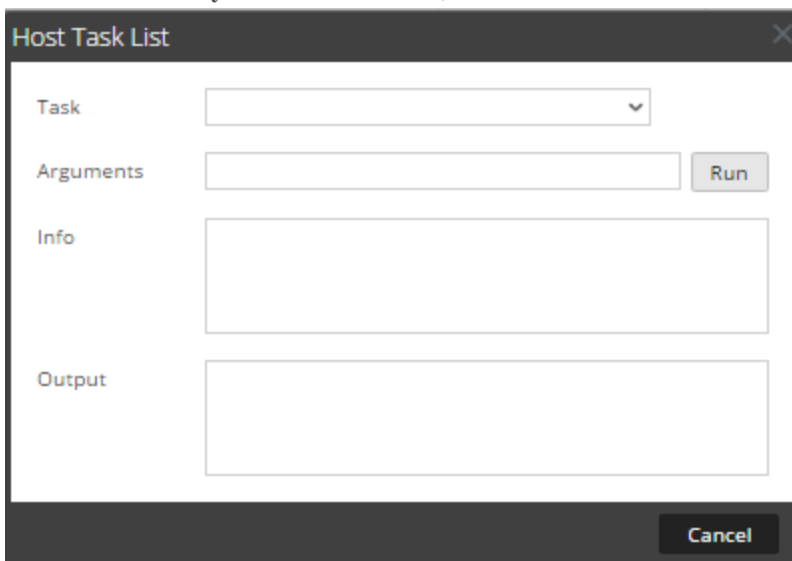 Host Task List
Task
Arguments
Run
Info
Output
Cancel